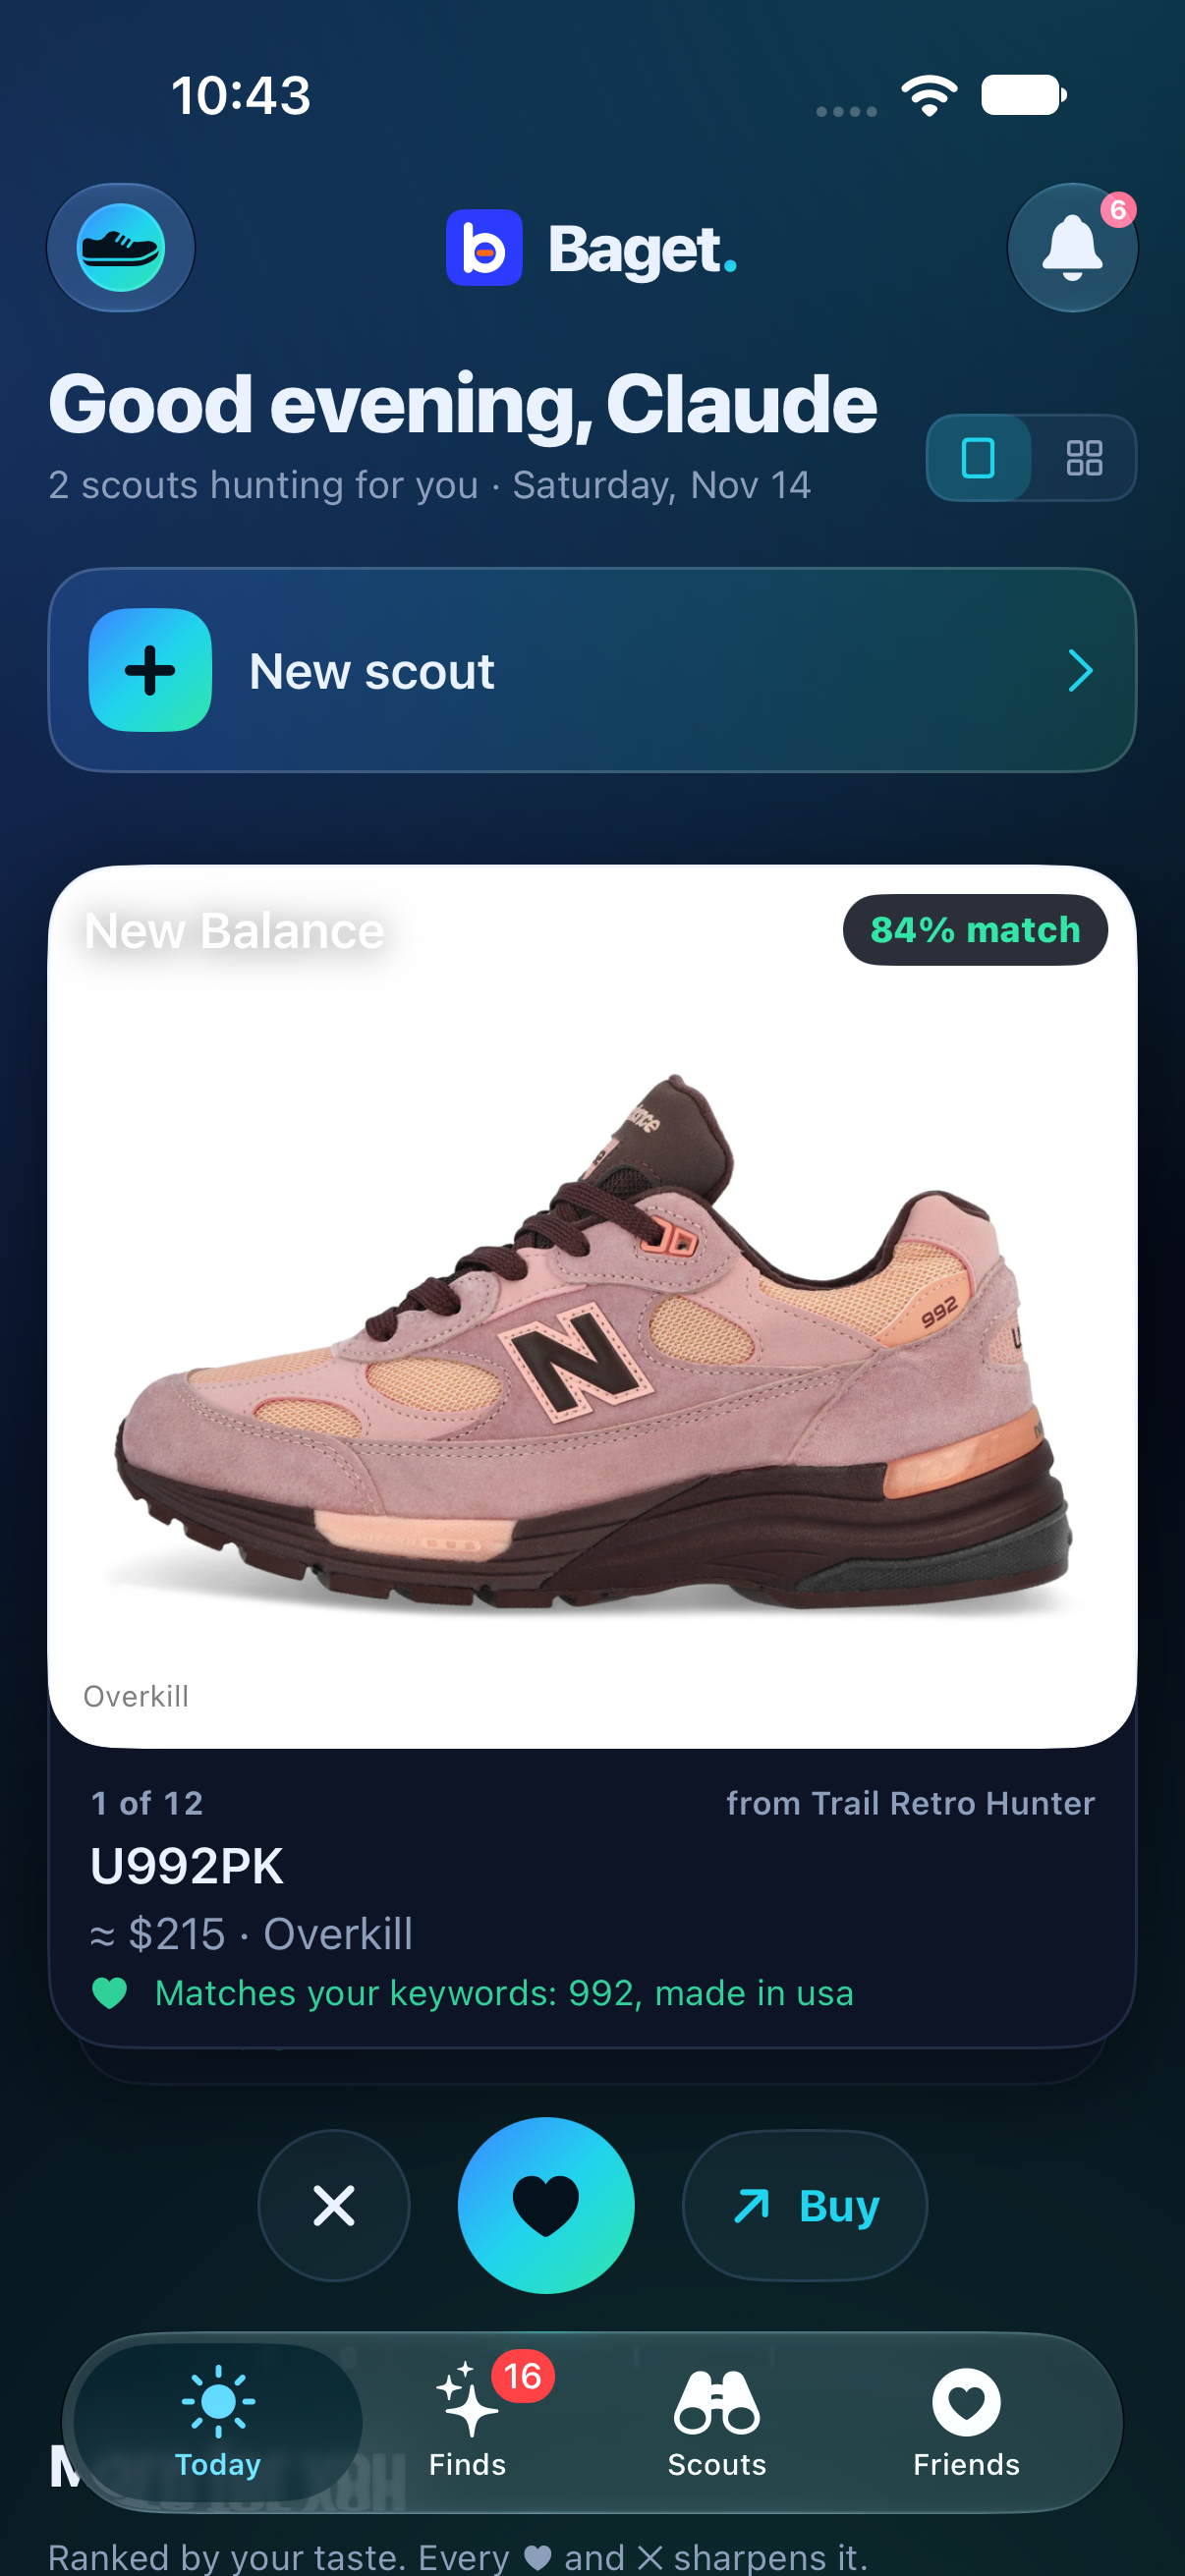 10:43
6
b Baget.
Good evening, Claude
2 scouts hunting for you · Saturday, Nov 14
New scout
New Balance
84% match
N
992
Overkill
1 of 12
from Trail Retro Hunter
U992PK
≈ $215 · Overkill
Matches your keywords: 992, made in usa
Buy
16
Today
Finds
Scouts
Friends
Ranked by your taste. Every ♥ and ✕ sharpens it.